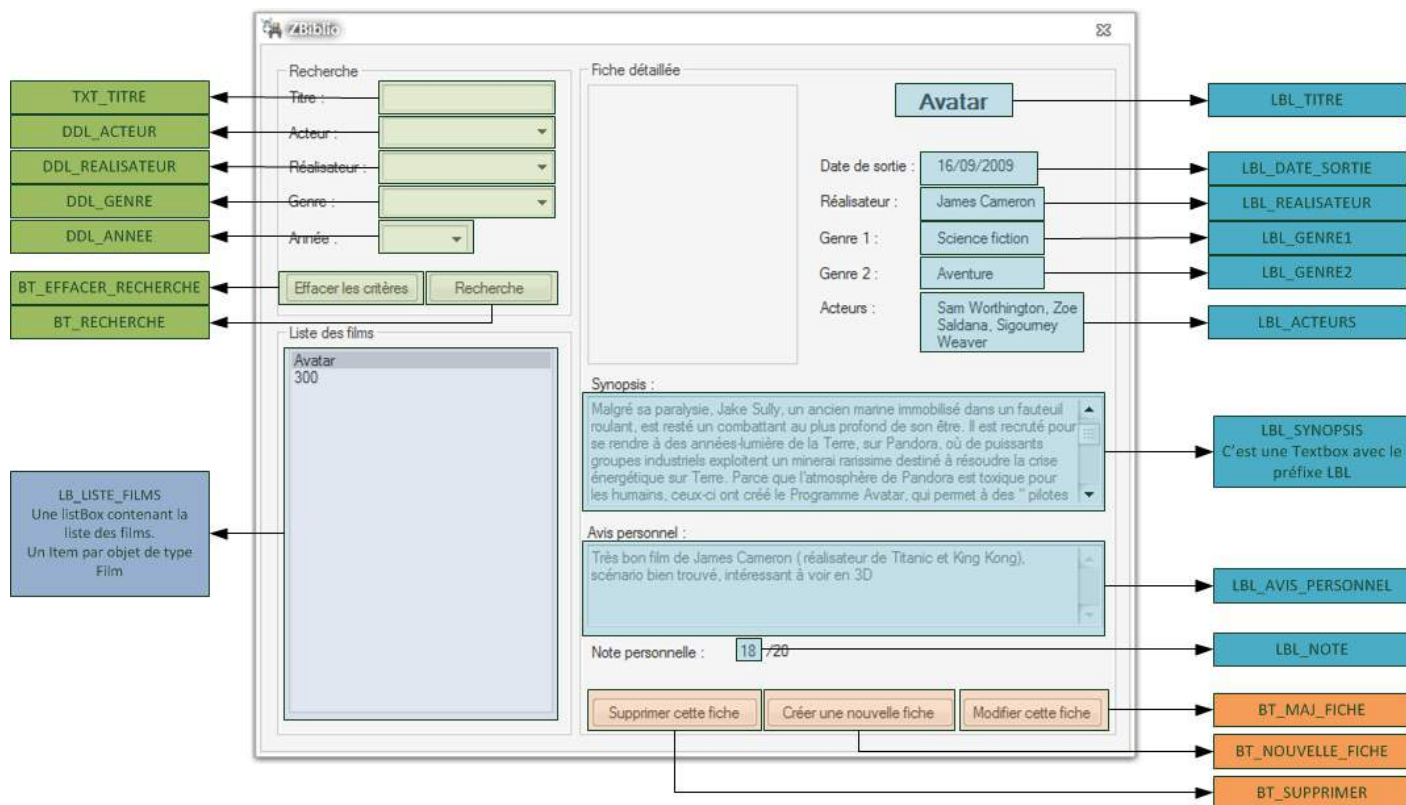 ZBiblio
Recherche
Titre :
Acteur :
Réalisateur :
Genre :
Année :
Effacer les critères
Recherche
Liste des films
Avatar
300
TXT_TITRE
DDL_ACTEUR
DDL_REALISATEUR
DDL_GENRE
DDL_ANNEE
BT_EFFACER_RECHERCHE
BT_RECHERCHE
LB_LISTE_FILMS
Une listBox contenant la
liste des films.
Un Item par objet de type
Film
Fiche détaillée
Avatar
Date de sortie :
16/09/2009
Réalisateur :
James Cameron
Genre 1 :
Science fiction
Genre 2 :
Aventure
Acteurs :
Sam Worthington, Zoe
Saldana, Sigourney
Weaver
Synopsis :
Malgré sa paralysie, Jake Sully, un ancien marine immobilisé dans un fauteuil
roulant, est resté un combattant au plus profond de son être. Il est recruté pour
se rendre à des années-lumière de la Terre, sur Pandora, où de puissants
groupes industriels exploitent un minerai rarissime destiné à résoudre la crise
énergétique sur Terre. Parce que l'atmosphère de Pandora est toxique pour
les humains, ceux-ci ont créé le Programme Avatar, qui permet à des " pilotes
Avis personnel :
Très bon film de James Cameron ( réalisateur de Titanic et King Kong),
scénario bien trouvé, intéressant à voir en 3D
Note personnelle :
18 /20
Supprimer cette fiche
Créer une nouvelle fiche
Modifier cette fiche
LBL_TITRE
LBL_DATE_SORTIE
LBL_REALISATEUR
LBL_GENRE1
LBL_GENRE2
LBL_ACTEURS
LBL_SYNOPSIS
C'est une Textbox avec le
préfixe LBL
LBL_AVIS_PERSONNEL
LBL_NOTE
BT_MAJ_FICHE
BT_NOUVELLE_FICHE
BT_SUPPRIMER